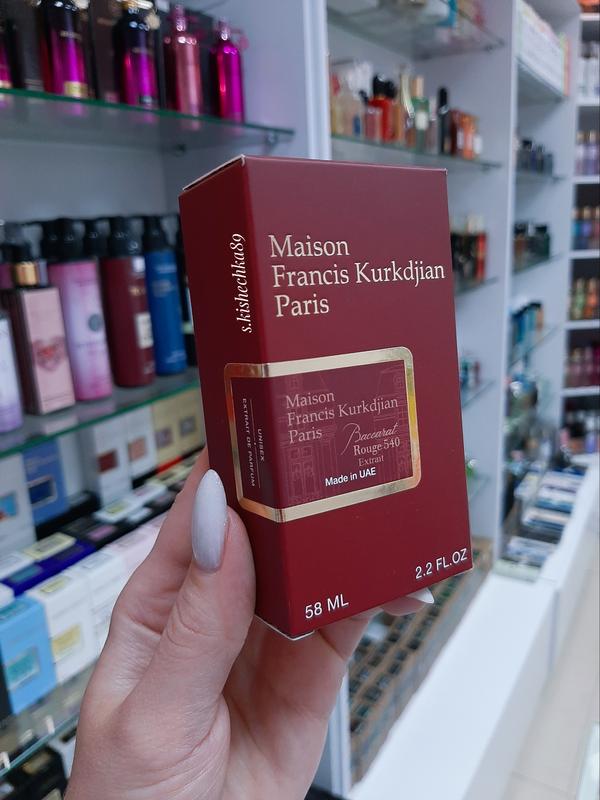 s.kishechka89
Maison
Francis Kurkdjian
Paris
Maison
Francis Kurkdjian
Paris
Baccarat
Rouge 540
Extrait
Made in UAE
UNISEX
EXTRAIT DE PARFUM
58 ML
2.2 FL.OZ